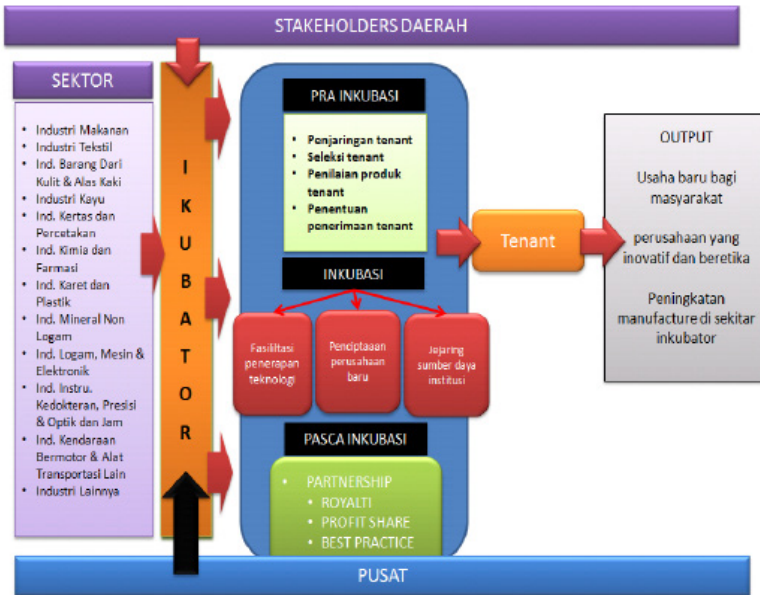 STAKEHOLDERS DAERAH
SEKTOR
• Industri Makanan
• Industri Tekstil
• Ind. Barang Dari
Kulit & Alas Kaki
• Industri Kayu
• Ind. Kertas dan
Percetakan
• Ind. Kimia dan
Farmasi
• Ind. Karet dan
Plastik
• Ind. Mineral Non
Logam
• Ind. Logam, Mesin &
Elektronik
• Ind. Instru.
Kedokteran, Presisi
& Optik dan Jam
• Ind. Kendaraan
Bermotor & Alat
Transportasi Lain
• Industri Lainnya
I
K
U
B
A
T
O
R
PRA INKUBASI
• Penjaringan tenant
• Seleksi tenant
• Penilaian produk
tenant
• Penentuan
penerimaan tenant
INKUBASI
Fasilitasi
penerapan
teknologi
Penciptaan
perusahaan
baru
Jejaring
sumber daya
institusi
PASCA INKUBASI
• PARTNERSHIP
• ROYALTI
• PROFIT SHARE
• BEST PRACTICE
Tenant
OUTPUT
Usaha baru bagi
masyarakat
perusahaan yang
inovatif dan beretika
Peningkatan
manufacture di sekitar
inkubator
PUSAT